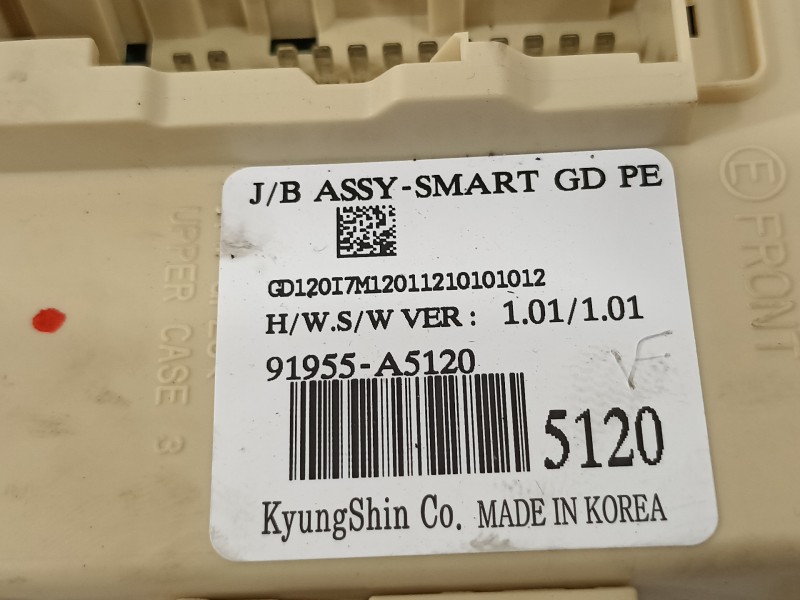 J/B ASSY-SMART GD PE
GD120I7M12011210101012
H/W.S/W VER : 1.01/1.01
91955-A5120
5120
KyungShin Co. MADE IN KOREA
E FRONT
UPPER CASE 3